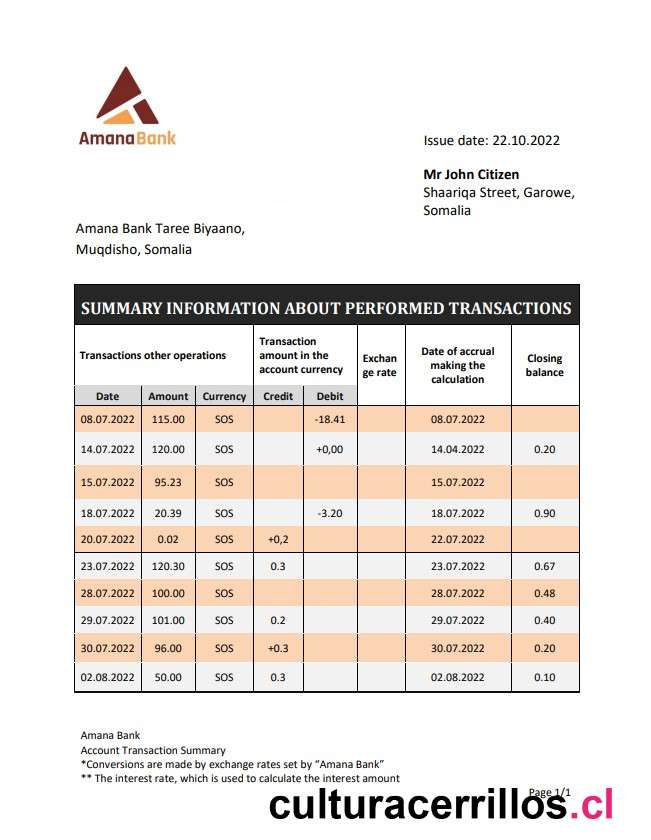 AmanaBank
Issue date: 22.10.2022
Mr John Citizen
Shaariqa Street, Garowe,
Somalia
Amana Bank Taree Biyaano,
Muqdisho, Somalia
SUMMARY INFORMATION ABOUT PERFORMED TRANSACTIONS
Transactions other operations
Transaction
amount in the
account currency
Exchan
ge rate
Date of accrual
making the
calculation
Closing
balance
Date Amount Currency Credit Debit
08.07.2022 115.00 SOS -18.41 08.07.2022
14.07.2022 120.00 SOS +0,00 14.04.2022 0.20
15.07.2022 95.23 SOS 15.07.2022
18.07.2022 20.39 SOS -3.20 18.07.2022 0.90
20.07.2022 0.02 SOS +0,2 22.07.2022
23.07.2022 120.30 SOS 0.3 23.07.2022 0.67
28.07.2022 100.00 SOS 28.07.2022 0.48
29.07.2022 101.00 SOS 0.2 29.07.2022 0.40
30.07.2022 96.00 SOS +0.3 30.07.2022 0.20
02.08.2022 50.00 SOS 0.3 02.08.2022 0.10
Amana Bank
Account Transaction Summary
*Conversions are made by exchange rates set by “Amana Bank”
** The interest rate, which is used to calculate the interest amount
Page 1/1
culturacerrillos.cl